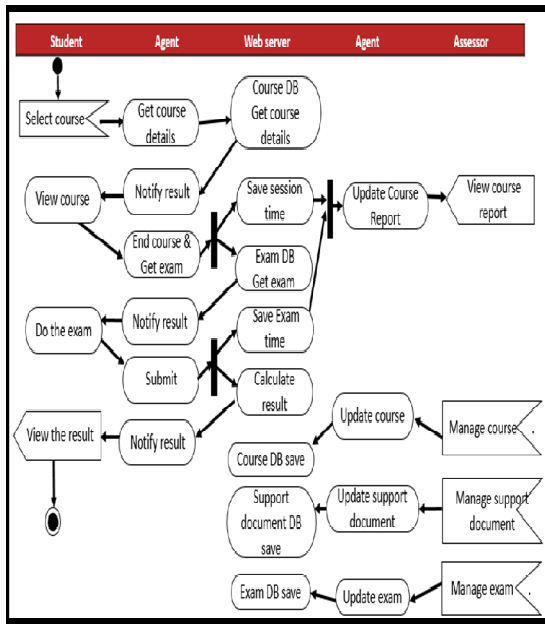 Student Agent Web server Agent Assessor
Select course
Get course
details
Course DB
Get course
details
View course
Notify result
Save session
time
Update Course
Report
View course
report
End course &
Get exam
Exam DB
Get exam
Do the exam
Notify result
Save Exam
time
Submit
Calculate
result
View the result
Notify result
Update course
Manage course .
Course DB save
Support
document DB
save
Update support
document
Manage support
document
Exam DB save
Update exam
Manage exam .